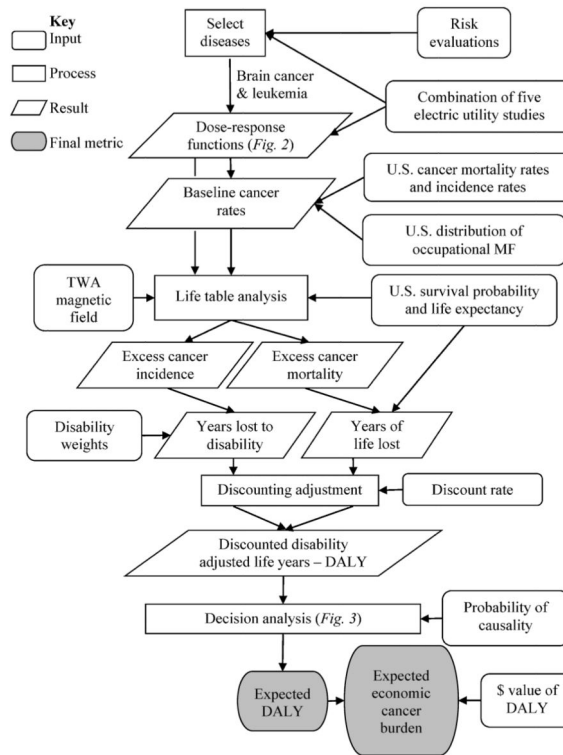 Key
Input
Process
Result
Final metric
Select
diseases
Risk
evaluations
Brain cancer
& leukemia
Combination of five
electric utility studies
Dose-response
functions (Fig. 2)
U.S. cancer mortality rates
and incidence rates
Baseline cancer
rates
U.S. distribution of
occupational MF
TWA
magnetic
field
Life table analysis
U.S. survival probability
and life expectancy
Excess cancer
incidence
Excess cancer
mortality
Disability
weights
Years lost to
disability
Years of
life lost
Discounting adjustment
Discount rate
Discounted disability
adjusted life years – DALY
Decision analysis (Fig. 3)
Probability of
causality
Expected
DALY
Expected
economic
cancer
burden
$ value of
DALY